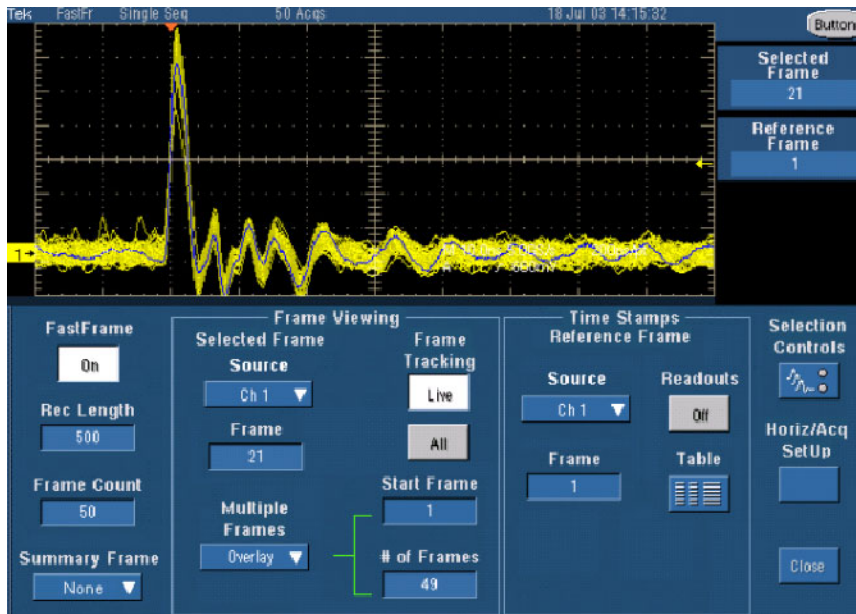 Tek FastFr Single Seq 50 Acqs 18 Jul 03 14:15:32
Button
Selected
Frame
21
Reference
Frame
1
1
FastFrame
On
Rec Length
500
Frame Count
50
Summary Frame
None
Frame Viewing
Selected Frame
Source
Ch 1
Frame
21
Multiple
Frames
Overlay
Frame
Tracking
Live
All
Start Frame
1
# of Frames
49
Time Stamps
Reference Frame
Source
Ch 1
Frame
1
Readouts
Off
Table
Selection
Controls
Horiz/Acq
SetUp
Close